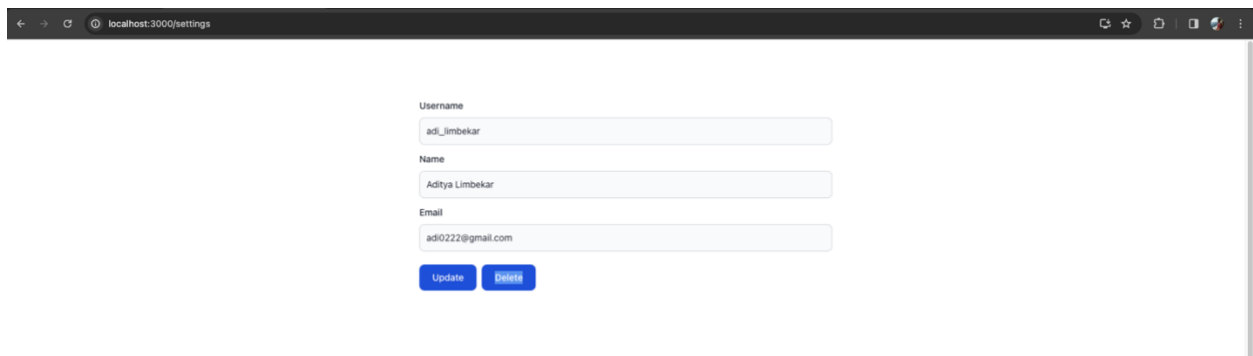 localhost:3000/settings
Username
adi_limbekar
Name
Aditya Limbekar
Email
adi0222@gmail.com
Update Delete